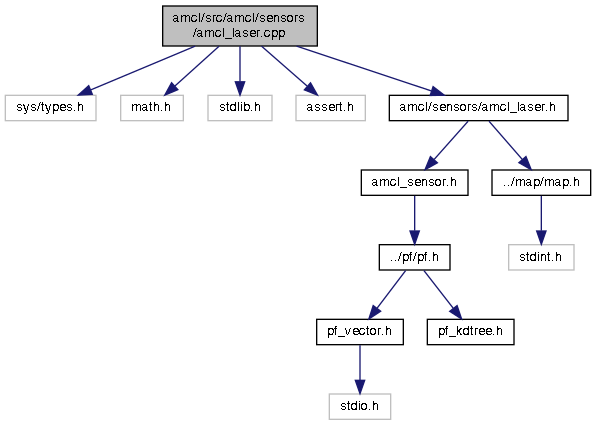 amcl/src/amcl/sensors
/amcl_laser.cpp
sys/types.h
math.h
stdlib.h
assert.h
amcl/sensors/amcl_laser.h
amcl_sensor.h
../map/map.h
../pf/pf.h
stdint.h
pf_vector.h
pf_kdtree.h
stdio.h